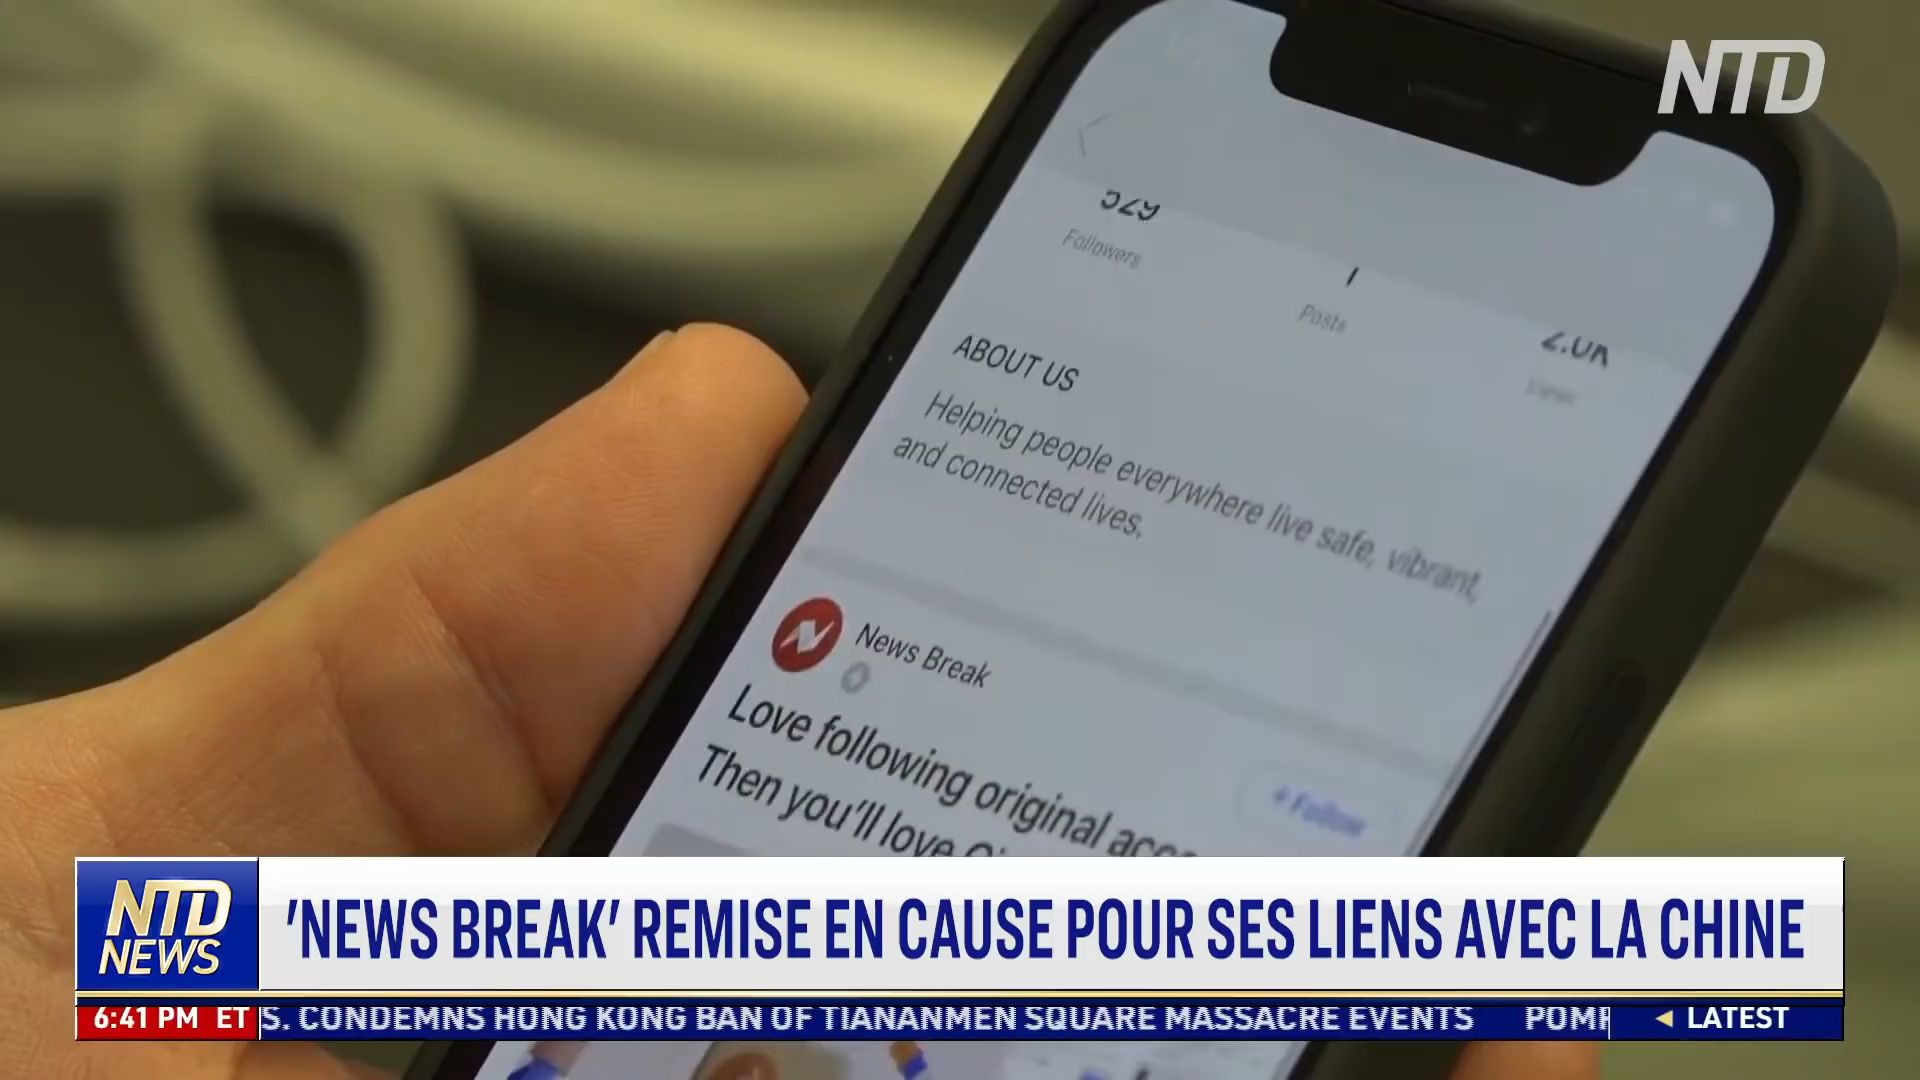 NTD
Followers
Posts
Views
ABOUT US
Helping people everywhere live safe, vibrant,
and connected lives.
News Break
+ Follow
Love following original
Then you'll love
NTD
NEWS
'NEWS BREAK' REMISE EN CAUSE POUR SES LIENS AVEC LA CHINE
6:41 PM ET
S. CONDEMNS HONG KONG BAN OF TIANANMEN SQUARE MASSACRE EVENTS
LATEST